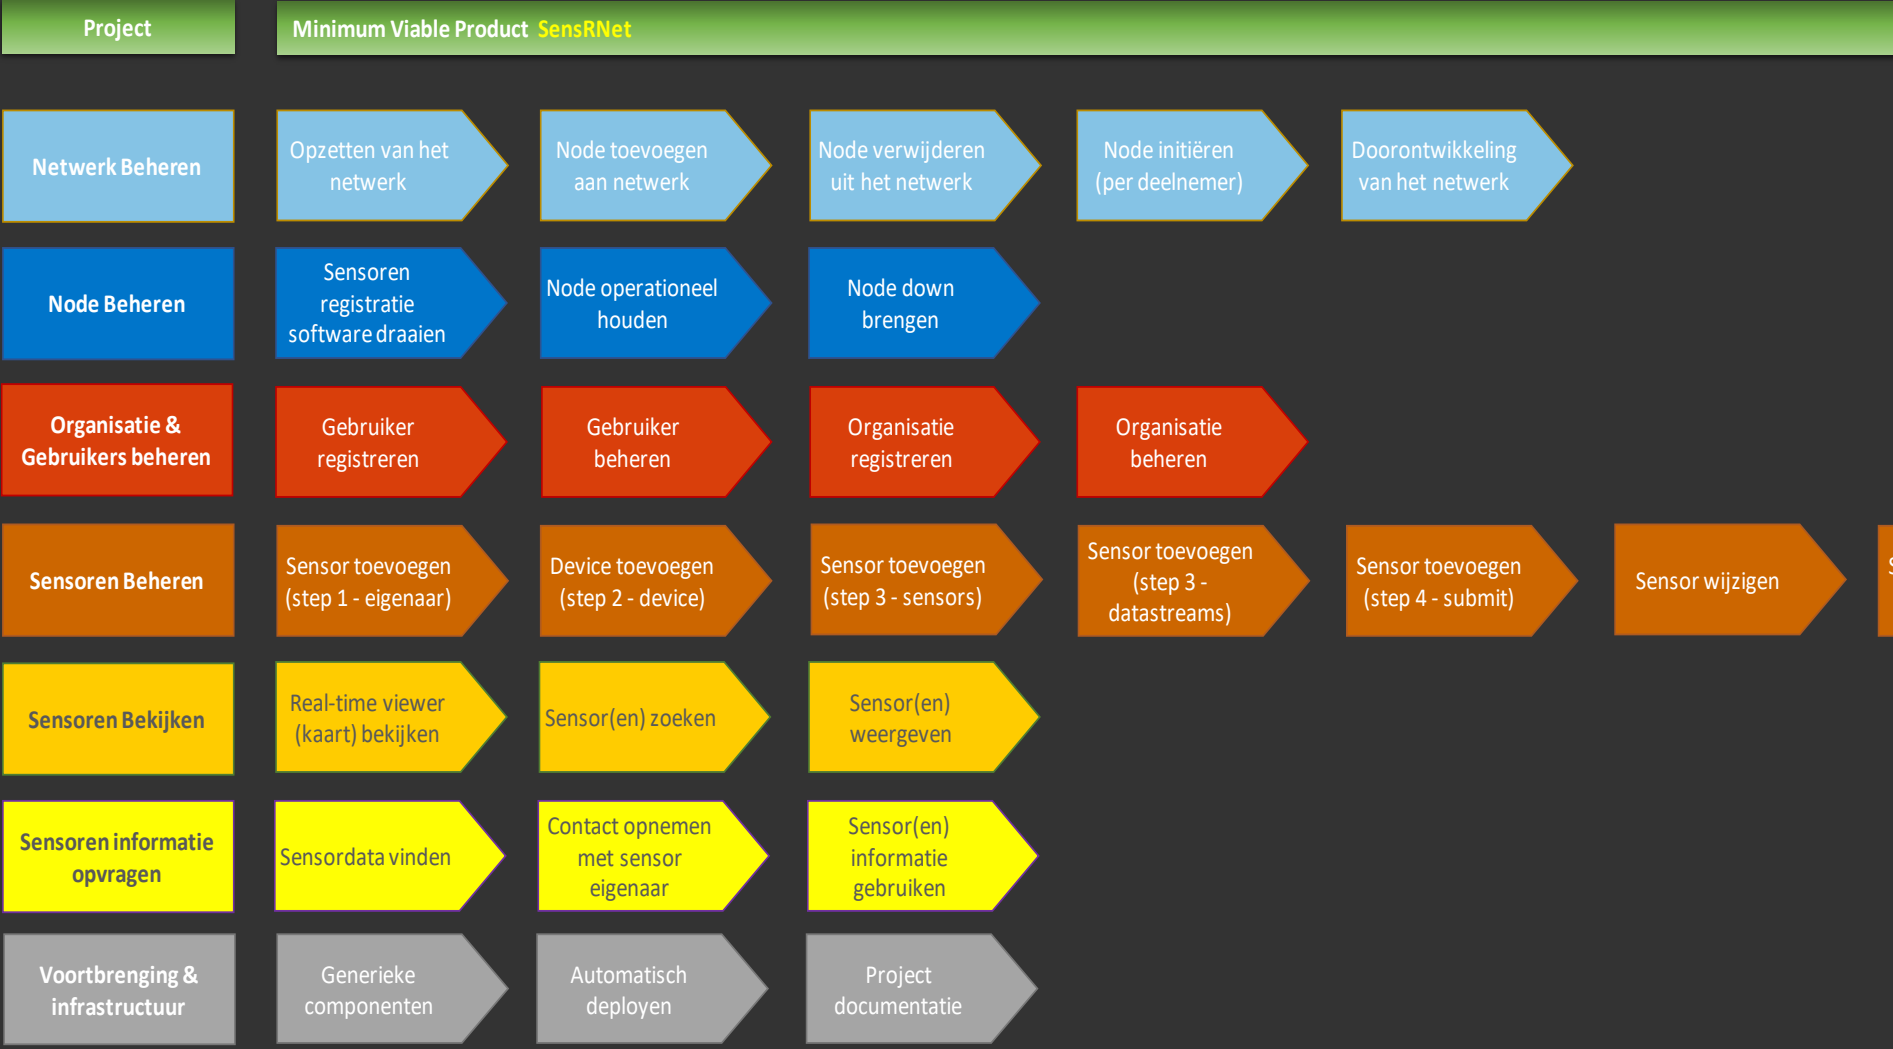 Project
Minimum Viable Product SensRNet
Netwerk Beheren
Opzetten van het
netwerk
Node toevoegen
aan netwerk
Node verwijderen
uit het netwerk
Node initiëren
(per deelnemer)
Doorontwikkeling
van het netwerk
Node Beheren
Sensoren
registratie
software draaien
Node operationeel
houden
Node down
brengen
Organisatie &
Gebruikers beheren
Gebruiker
registreren
Gebruiker
beheren
Organisatie
registreren
Organisatie
beheren
Sensoren Beheren
Sensor toevoegen
(step 1 - eigenaar)
Device toevoegen
(step 2 - device)
Sensor toevoegen
(step 3 - sensors)
Sensor toevoegen
(step 3 -
datastreams)
Sensor toevoegen
(step 4 - submit)
Sensor wijzigen
Sensoren Bekijken
Real-time viewer
(kaart) bekijken
Sensor(en) zoeken
Sensor(en)
weergeven
Sensoren informatie
opvragen
Sensordata vinden
Contact opnemen
met sensor
eigenaar
Sensor(en)
informatie
gebruiken
Voortbrenging &
infrastructuur
Generieke
componenten
Automatisch
deployen
Project
documentatie